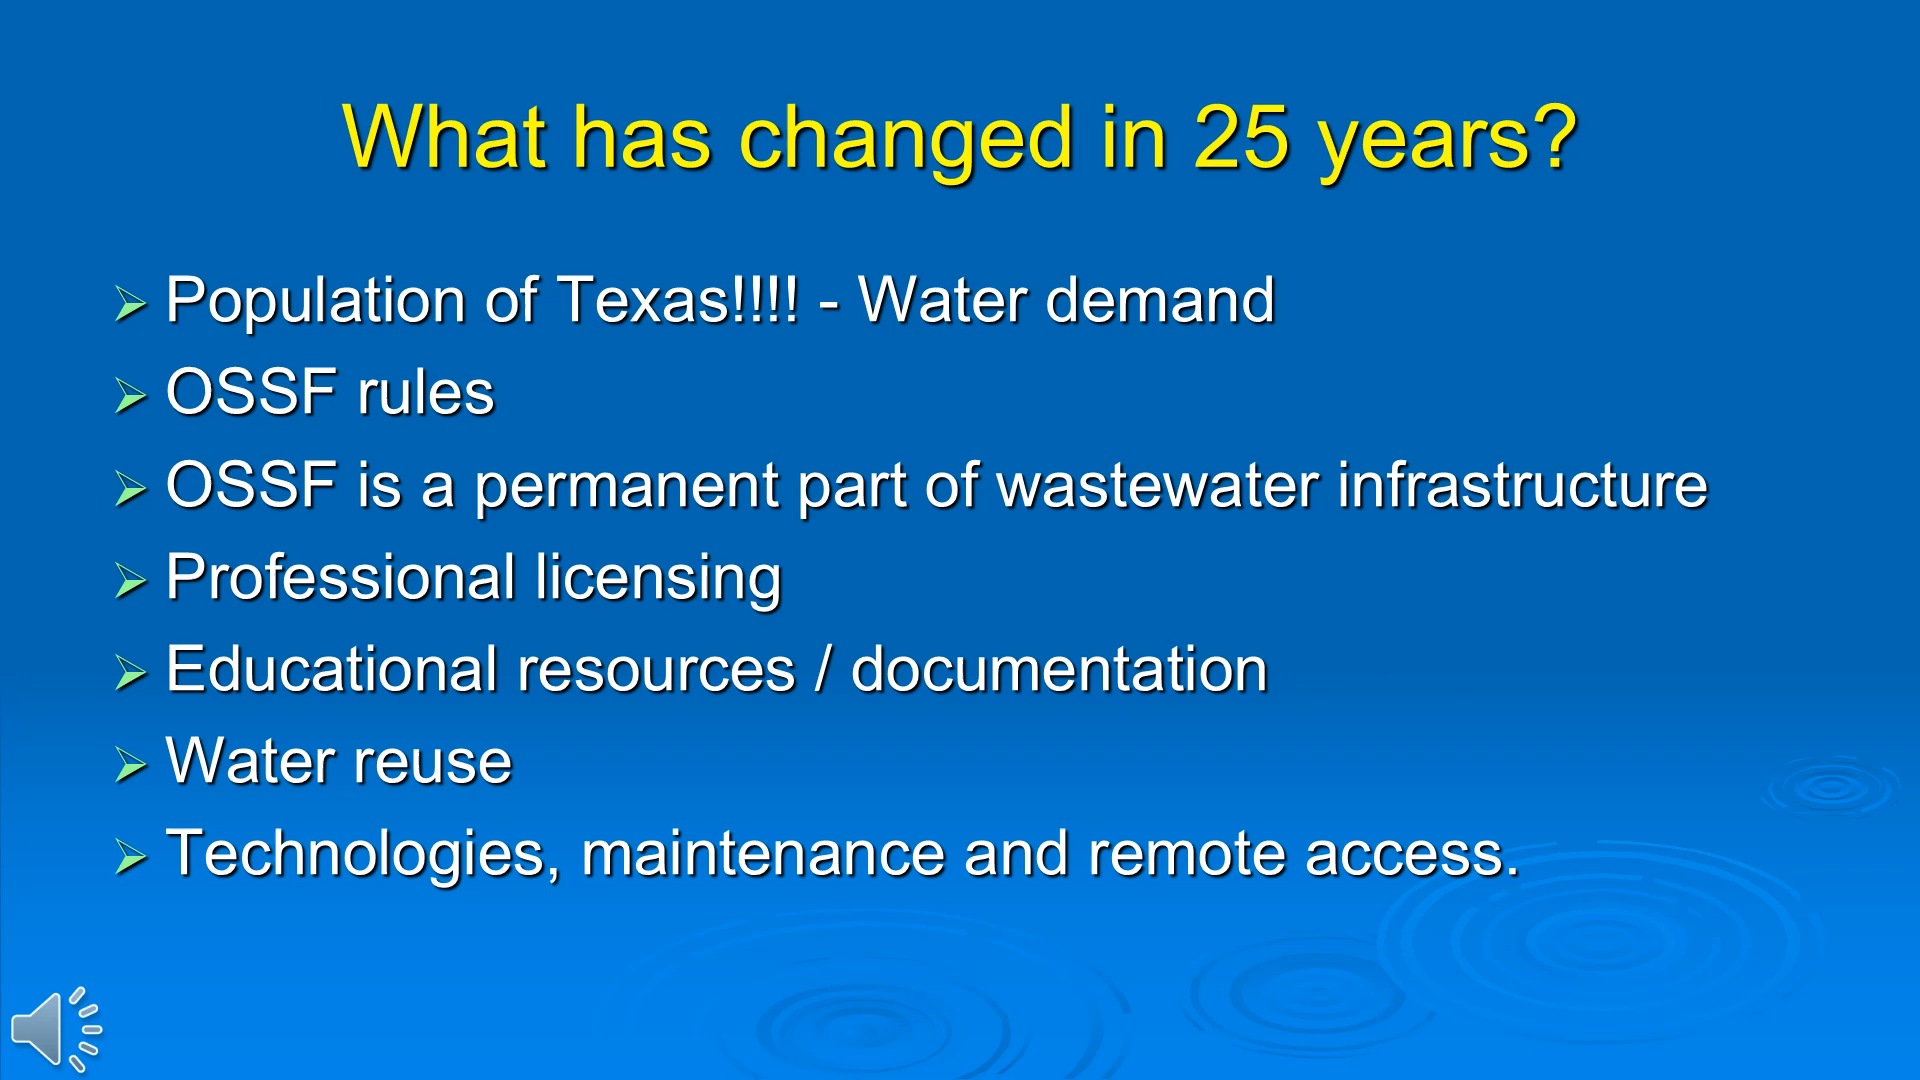 What has changed in 25 years?
Population of Texas!!!! - Water demand
OSSF rules
OSSF is a permanent part of wastewater infrastructure
Professional licensing
Educational resources / documentation
Water reuse
Technologies, maintenance and remote access.